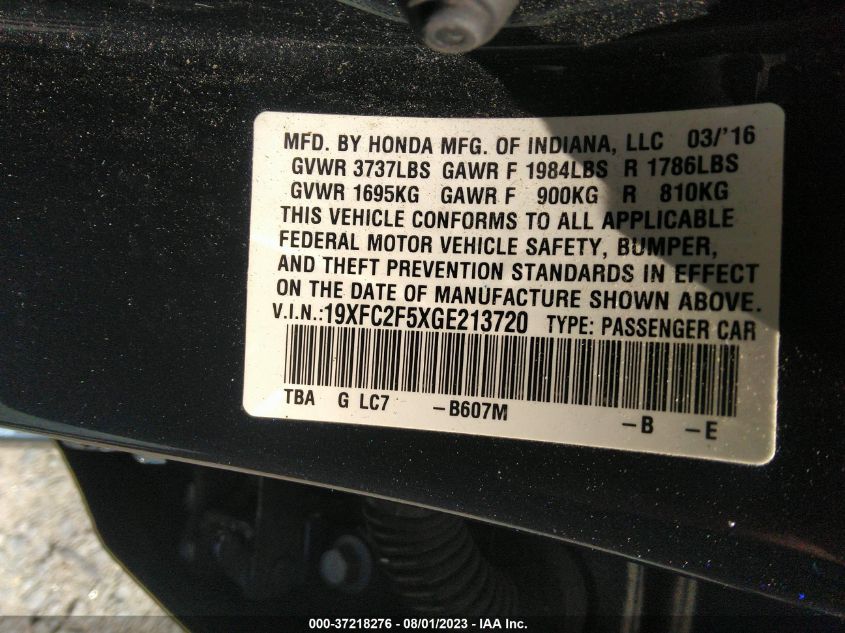 MFD. BY HONDA MFG. OF INDIANA, LLC 03/'16
GVWR 3737LBS GAWR F 1984LBS R 1786LBS
GVWR 1695KG GAWR F 900KG R 810KG
THIS VEHICLE CONFORMS TO ALL APPLICABLE
FEDERAL MOTOR VEHICLE SAFETY, BUMPER,
AND THEFT PREVENTION STANDARDS IN EFFECT
ON THE DATE OF MANUFACTURE SHOWN ABOVE.
V.I.N.:19XFC2F5XGE213720 TYPE: PASSENGER CAR
TBA G LC7 -B607M -B -E
000-37218276 - 08/01/2023 - IAA Inc.